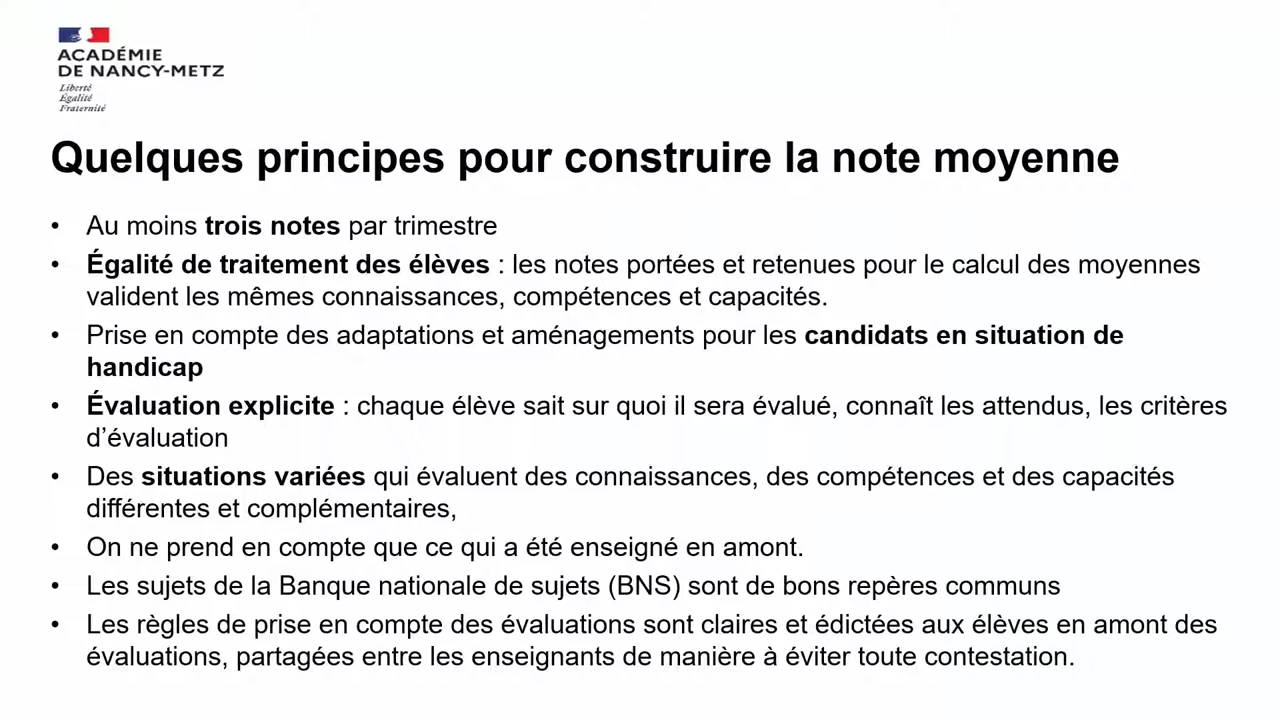 ACADÉMIE
DE NANCY-METZ
Liberté
Égalité
Fraternité
Quelques principes pour construire la note moyenne
• Au moins trois notes par trimestre
• Égalité de traitement des élèves : les notes portées et retenues pour le calcul des moyennes
valident les mêmes connaissances, compétences et capacités.
• Prise en compte des adaptations et aménagements pour les candidats en situation de
handicap
• Évaluation explicite : chaque élève sait sur quoi il sera évalué, connaît les attendus, les critères
d’évaluation
• Des situations variées qui évaluent des connaissances, des compétences et des capacités
différentes et complémentaires,
• On ne prend en compte que ce qui a été enseigné en amont.
• Les sujets de la Banque nationale de sujets (BNS) sont de bons repères communs
• Les règles de prise en compte des évaluations sont claires et édictées aux élèves en amont des
évaluations, partagées entre les enseignants de manière à éviter toute contestation.